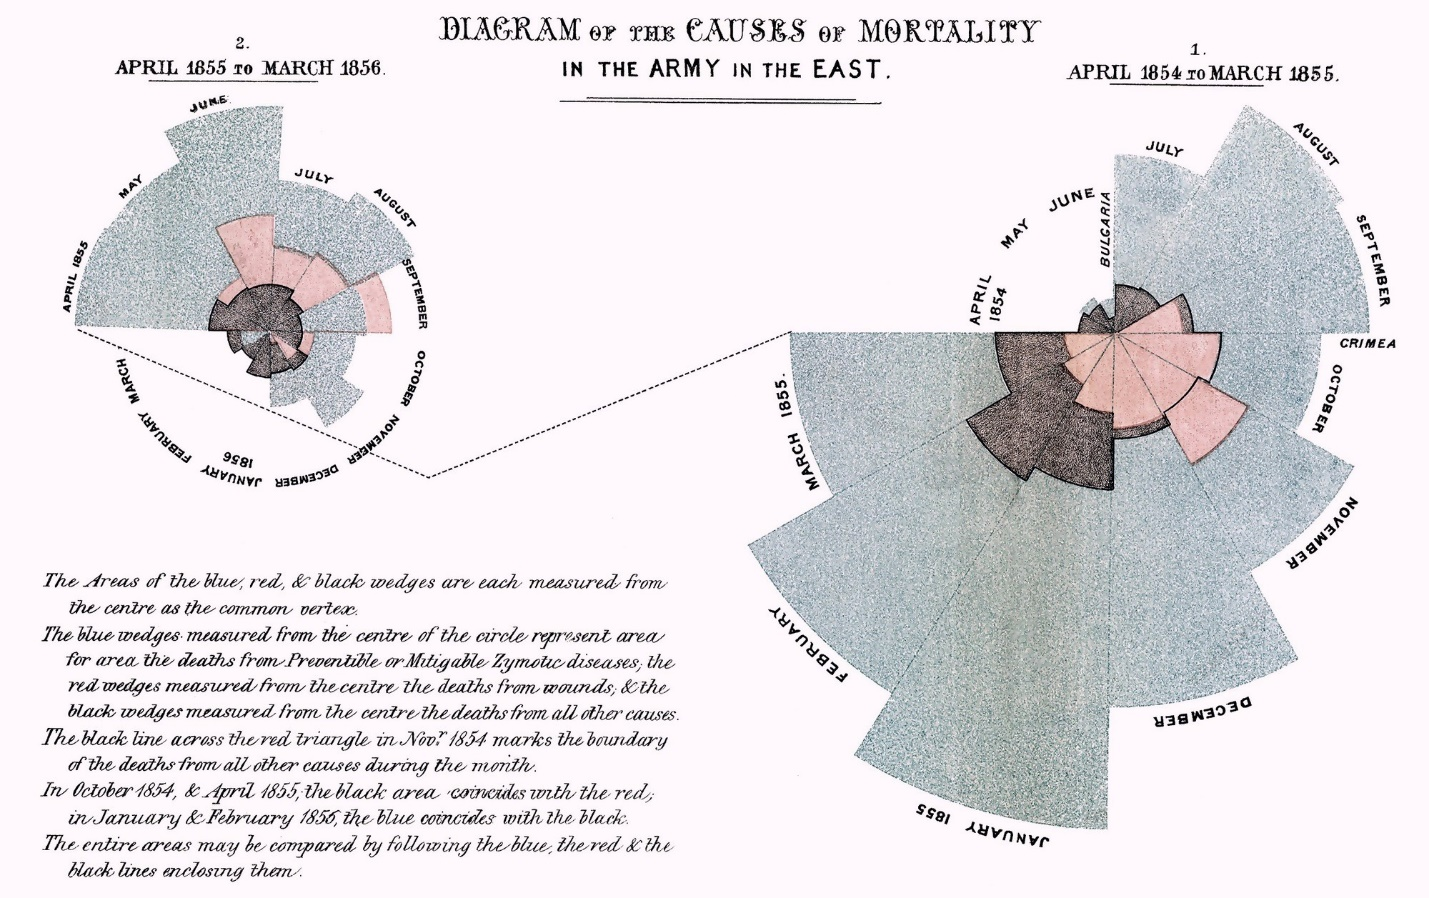 DIAGRAM OF THE CAUSES OF MORTALITY
IN THE ARMY IN THE EAST.
2.
APRIL 1855 TO MARCH 1856.
1.
APRIL 1854 TO MARCH 1855.
JUNE
JULY
MAY
AUGUST
APRIL 1855
SEPTEMBER
OCTOBER
NOVEMBER
DECEMBER
JANUARY 1856
FEBRUARY
MARCH
JULY
AUGUST
JUNE
BULGARIA
MAY
SEPTEMBER
APRIL 1854
CRIMEA
OCTOBER
NOVEMBER
DECEMBER
JANUARY 1855
FEBRUARY
MARCH 1855.
The Areas of the blue, red, & black wedges are each measured from
the centre as the common vertex.
The blue wedges measured from the centre of the circle represent area
for area the deaths from Preventible or Mitigable Zymotic diseases; the
red wedges measured from the centre the deaths from wounds; & the
black wedges measured from the centre the deaths from all other causes.
The black line across the red triangle in Novr. 1854 marks the boundary
of the deaths from all other causes during the month.
In October 1854, & April 1855, the black area coincides with the red;
in January & February 1856, the blue coincides with the black.
The entire areas may be compared by following the blue, the red & the
black lines enclosing them.